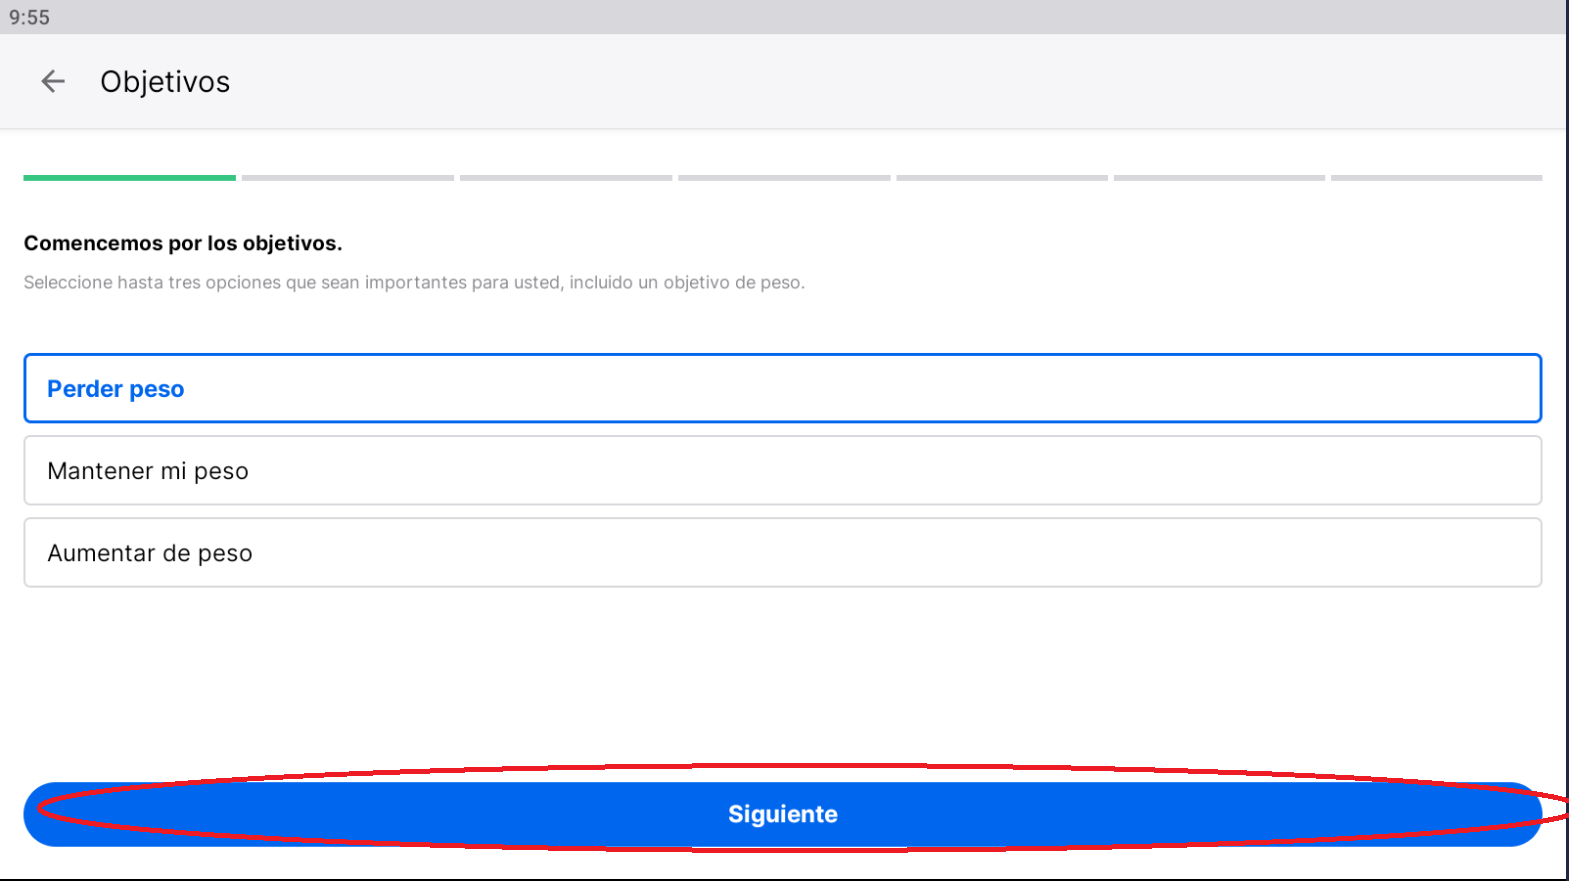 9:55
Objetivos
Comencemos por los objetivos.
Seleccione hasta tres opciones que sean importantes para usted, incluido un objetivo de peso.
Perder peso
Mantener mi peso
Aumentar de peso
Siguiente